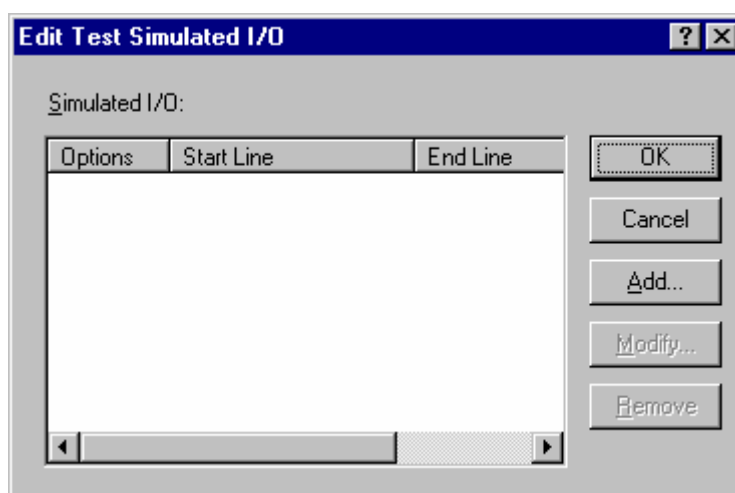 Edit Test Simulated I/O
Simulated I/O:
Options Start Line End Line
OK
Cancel
Add...
Modify...
Remove